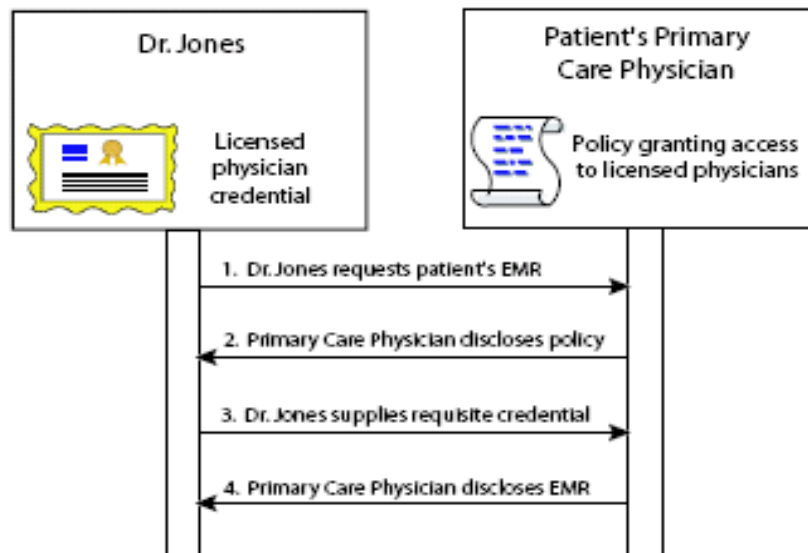 Dr. Jones
Licensed
physician
credential
Patient's Primary
Care Physician
Policy granting access
to licensed physicians
1. Dr. Jones requests patient's EMR
2. Primary Care Physician discloses policy
3. Dr. Jones supplies requisite credential
4. Primary Care Physician discloses EMR